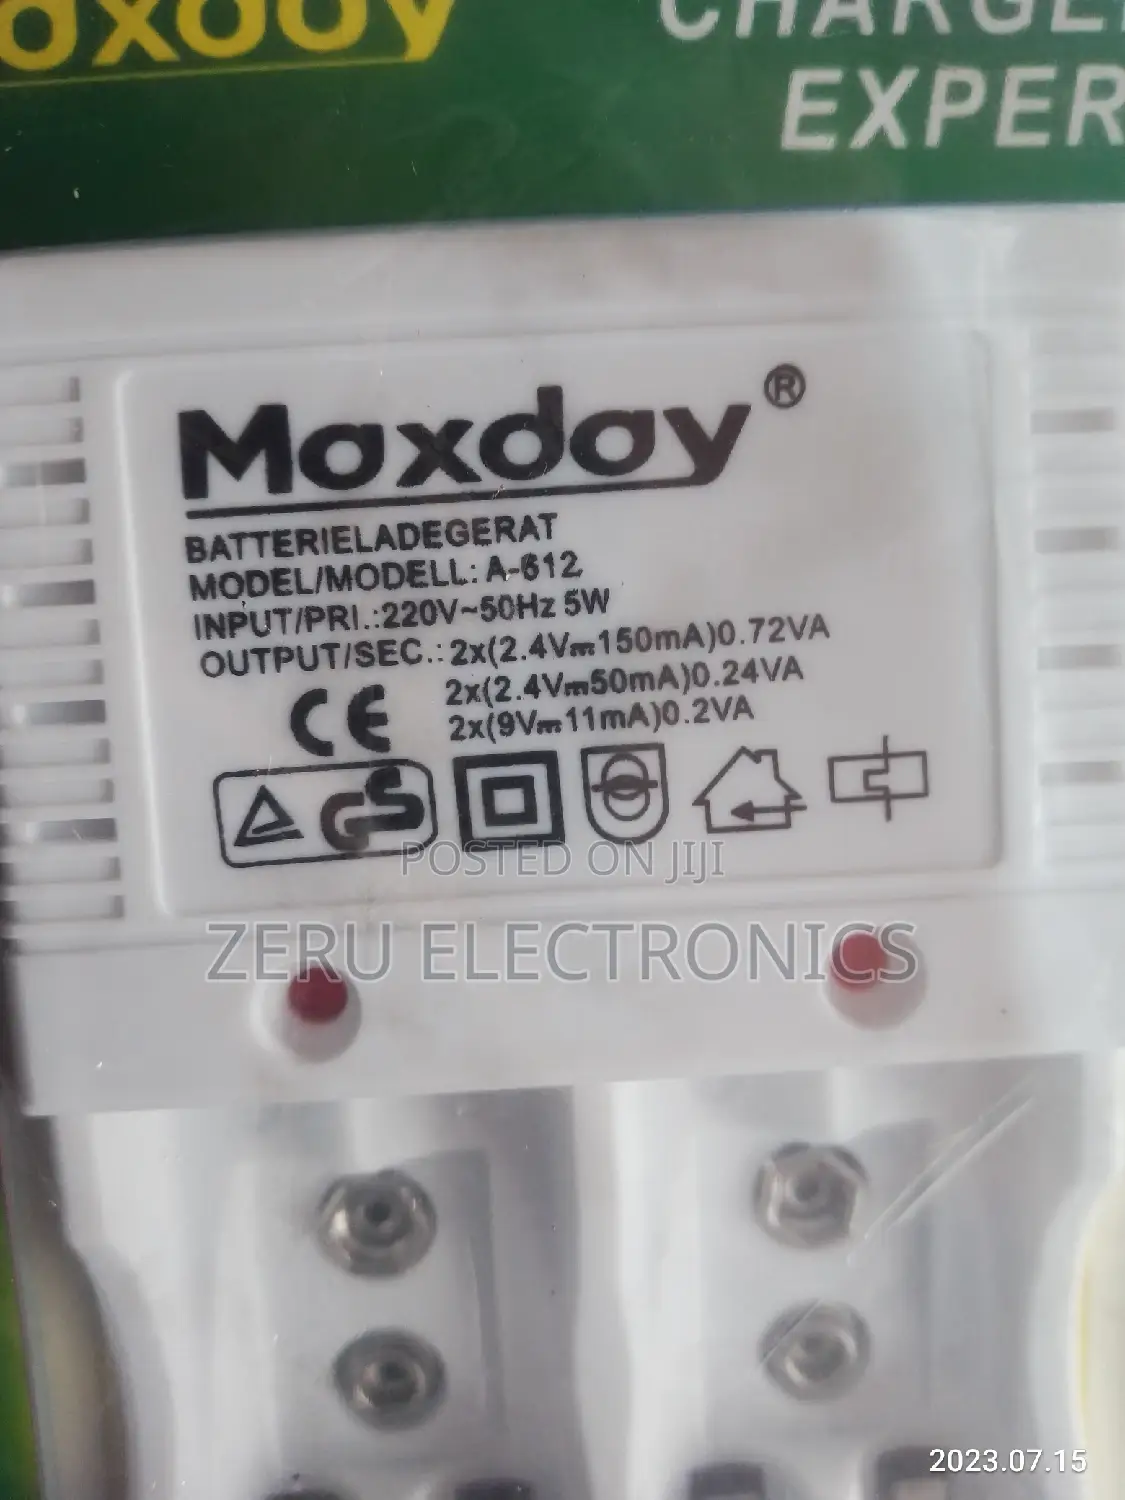 axday
CHARGE
EXPER
Maxday®
BATTERIELADEGERAT
MODEL/MODELL: A-612
INPUT/PRI.:220V~50Hz 5W
OUTPUT/SEC.: 2x(2.4V⎓150mA)0.72VA
2x(2.4V⎓50mA)0.24VA
2x(9V⎓11mA)0.2VA
CE
GS
POSTED ON JIJI
ZERU ELECTRONICS
2023.07.15